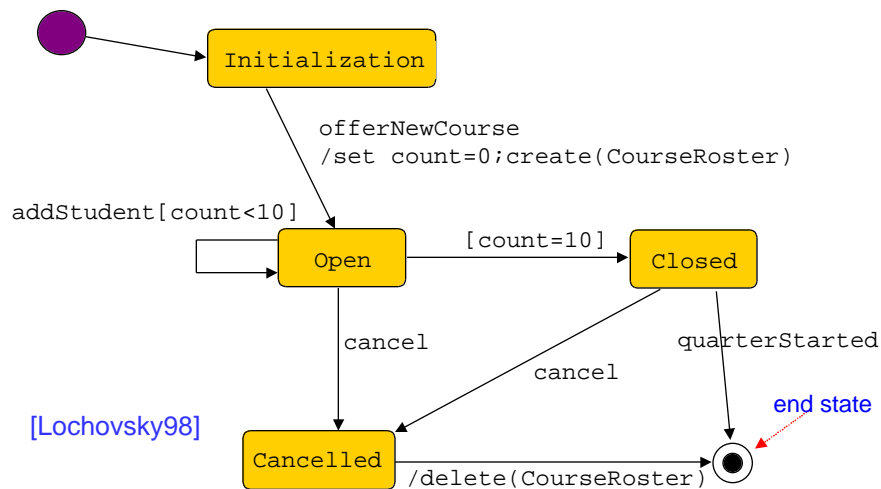 Initialization
offerNewCourse
/set count=0;create(CourseRoster)
addStudent[count<10]
[count=10]
Open
Closed
cancel
quarterStarted
cancel
end state
[Lochovsky98]
Cancelled
/delete(CourseRoster)